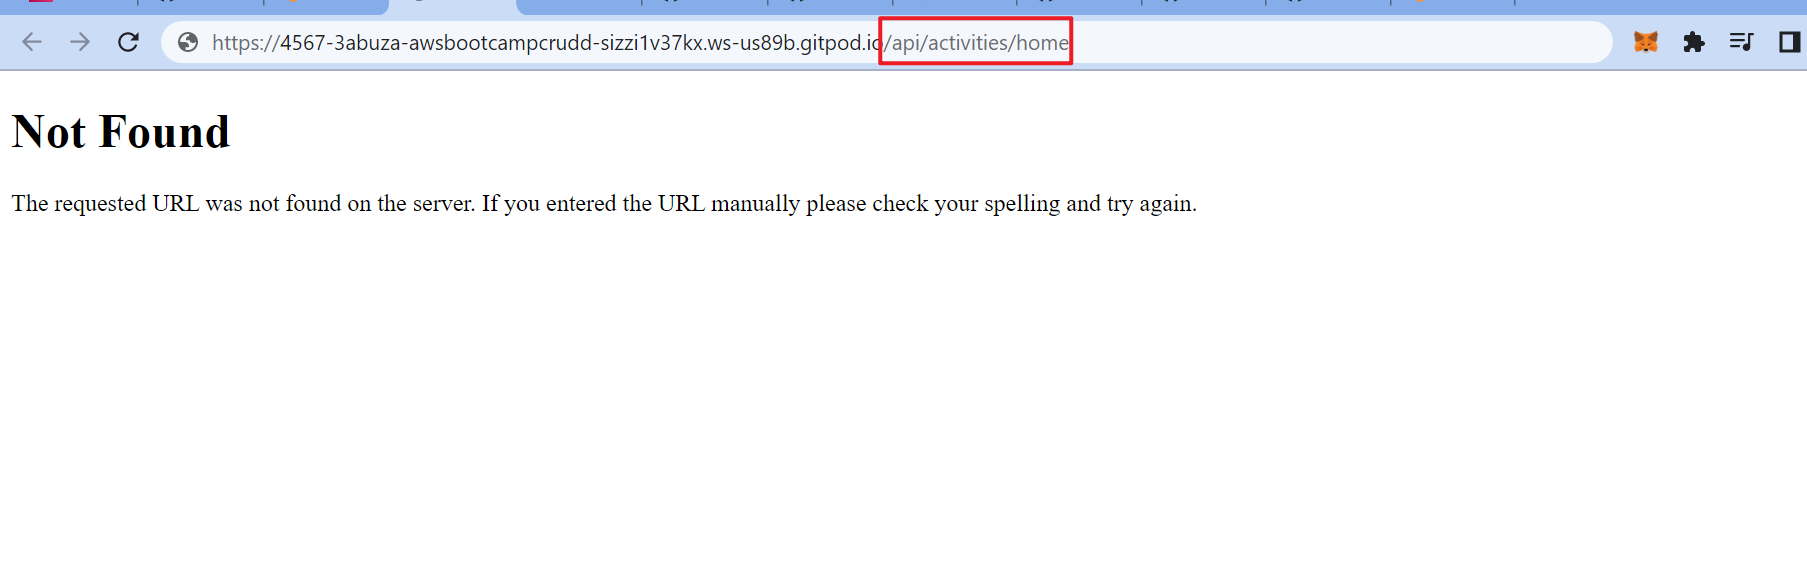 https://4567-3abuza-awsbootcampcrudd-sizzi1v37kx.ws-us89b.gitpod.io/api/activities/home
Not Found
The requested URL was not found on the server. If you entered the URL manually please check your spelling and try again.